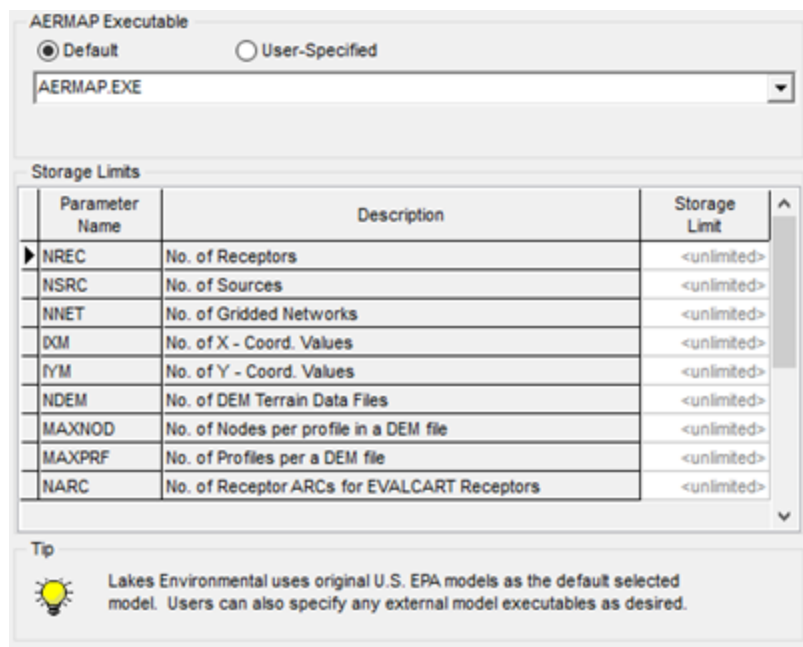 AERMAP Executable
Default User-Specified
AERMAP.EXE
Storage Limits
Parameter Name Description Storage Limit
NREC No. of Receptors <unlimited>
NSRC No. of Sources <unlimited>
NNET No. of Gridded Networks <unlimited>
IXM No. of X - Coord. Values <unlimited>
IYM No. of Y - Coord. Values <unlimited>
NDEM No. of DEM Terrain Data Files <unlimited>
MAXNOD No. of Nodes per profile in a DEM file <unlimited>
MAXPRF No. of Profiles per a DEM file <unlimited>
NARC No. of Receptor ARCs for EVALCART Receptors <unlimited>
Tip
Lakes Environmental uses original U.S. EPA models as the default selected
model. Users can also specify any external model executables as desired.